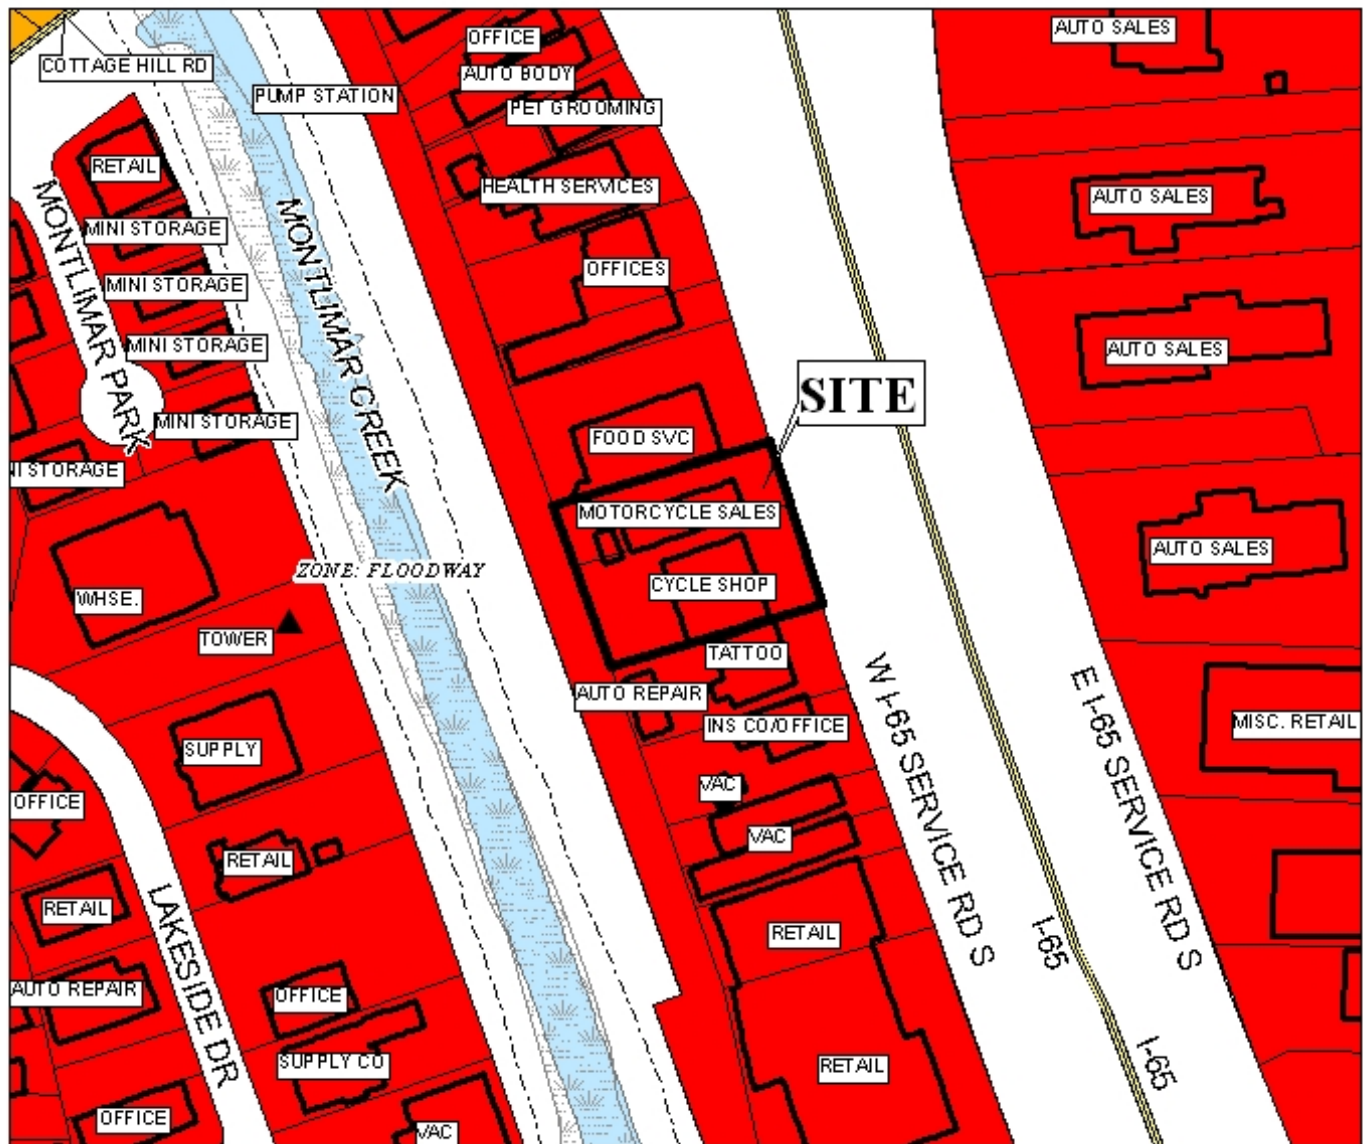 AUTO SALES
OFFICE
COTTAGE HILL RD
AUTO BODY
PUMP STATION
PET GROOMING
RETAIL
HEALTH SERVICES
AUTO SALES
MINI STORAGE
OFFICES
MINI STORAGE
MONTLIMAR PARK
MONTLIMAR CREEK
MINI STORAGE
AUTO SALES
SITE
MINI STORAGE
FOOD SVC
NI STORAGE
MOTORCYCLE SALES
AUTO SALES
ZONE: FLOODWAY
CYCLE SHOP
WHSE.
TOWER
TATTOO
AUTO REPAIR
INS CO/OFFICE
MISC. RETAIL
W I-65 SERVICE RD S
E I-65 SERVICE RD S
SUPPLY
VAC
OFFICE
VAC
RETAIL
RETAIL
RETAIL
I-65
LAKESIDE DR
AUTO REPAIR
OFFICE
SUPPLY CO
RETAIL
I-65
OFFICE
VAC